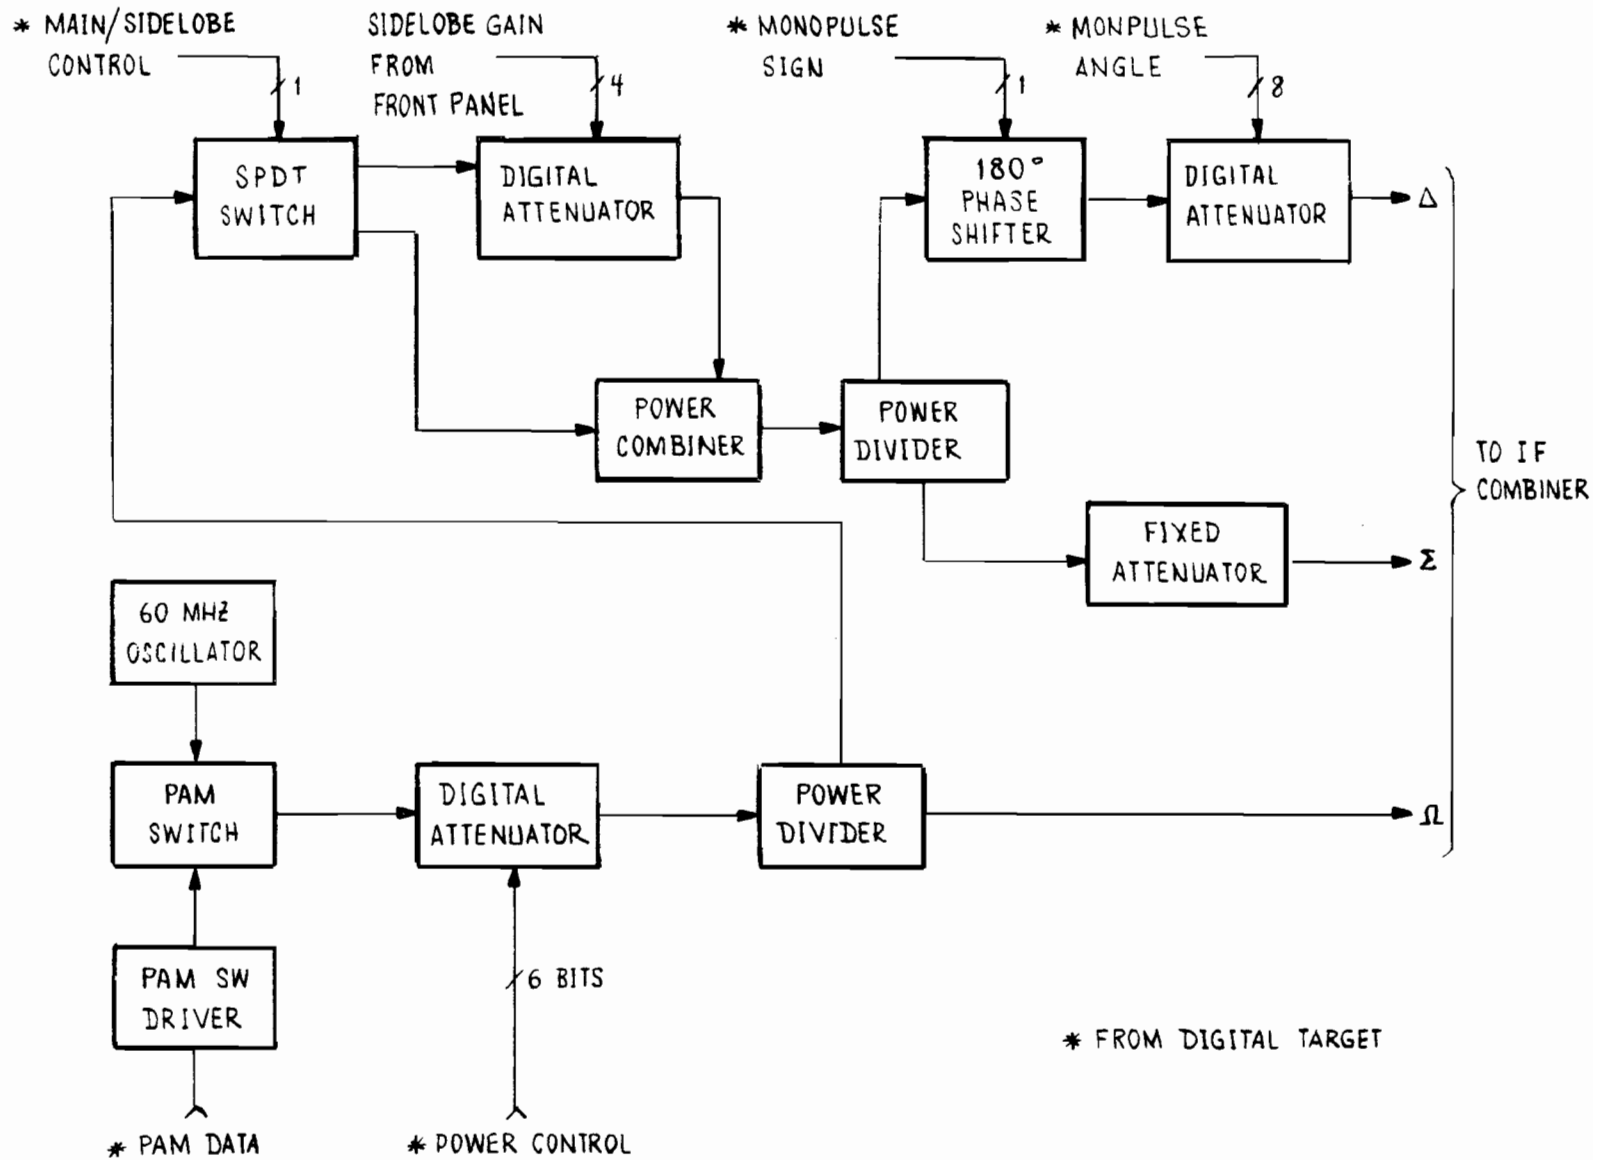 * MAIN/SIDELOBE
CONTROL
1
SIDELOBE GAIN
FROM
FRONT PANEL
4
* MONOPULSE
SIGN
1
* MONPULSE
ANGLE
8
SPDT
SWITCH
DIGITAL
ATTENUATOR
180°
PHASE
SHIFTER
DIGITAL
ATTENUATOR
Δ
POWER
COMBINER
POWER
DIVIDER
TO IF
COMBINER
FIXED
ATTENUATOR
Σ
60 MHZ
OSCILLATOR
PAM
SWITCH
DIGITAL
ATTENUATOR
POWER
DIVIDER
Ω
PAM SW
DRIVER
6 BITS
* FROM DIGITAL TARGET
* PAM DATA
* POWER CONTROL